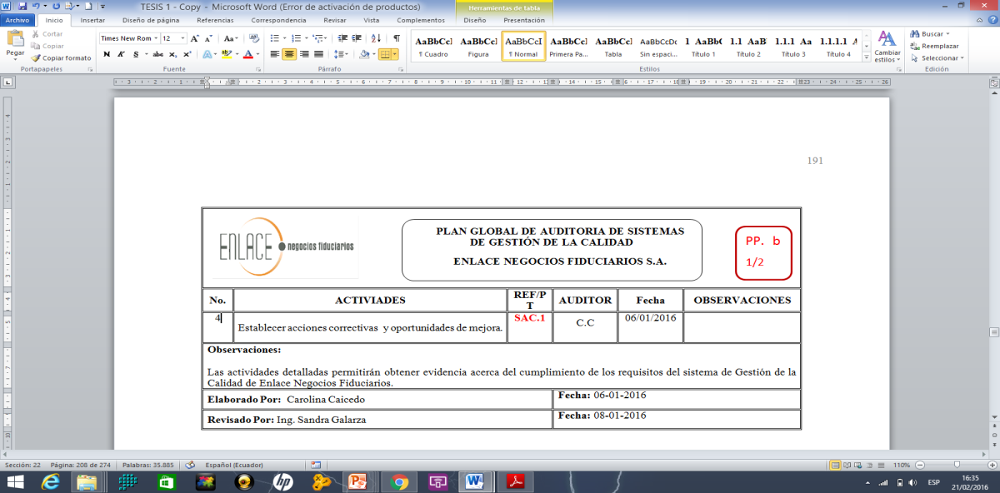 TESIS 1 - Copy - Microsoft Word (Error de activación de productos)
Herramientas de tabla
Archivo Inicio Insertar Diseño de página Referencias Correspondencia Revisar Vista Complementos Diseño Presentación
Pegar
Cortar
Copiar
Copiar formato
Portapapeles
Times New Rom 12
N K S abc x₂ x²
Fuente
Párrafo
AaBbCcI AaBbCcI AaBbCcI AaBbCcI AaBbCcI AaBbCcDc 1 AaBb( 1.1 AaB 1.1.1 Aa 1.1.1.1 A
¶ Cuadro Figura ¶ Normal Primera Pa... Tabla Sin espaci... Título 1 Título 2 Título 3 Título 4
Estilos
Cambiar
estilos
Buscar
Reemplazar
Seleccionar
Edición
191
ENLACE negocios fiduciarios
PLAN GLOBAL DE AUDITORIA DE SISTEMAS
DE GESTIÓN DE LA CALIDAD
ENLACE NEGOCIOS FIDUCIARIOS S.A.
PP. b
1/2
No. ACTIVIADES REF/P
T AUDITOR Fecha OBSERVACIONES
4 Establecer acciones correctivas y oportunidades de mejora. SAC.1 C.C 06/01/2016
Observaciones:
Las actividades detalladas permitirán obtener evidencia acerca del cumplimiento de los requisitos del sistema de Gestión de la
Calidad de Enlace Negocios Fiduciarios.
Elaborado Por: Carolina Caicedo Fecha: 06-01-2016
Revisado Por: Ing. Sandra Galarza Fecha: 08-01-2016
Sección: 22 Página: 208 de 274 Palabras: 35.885 Español (Ecuador) 110%
ESP
16:35
21/02/2016